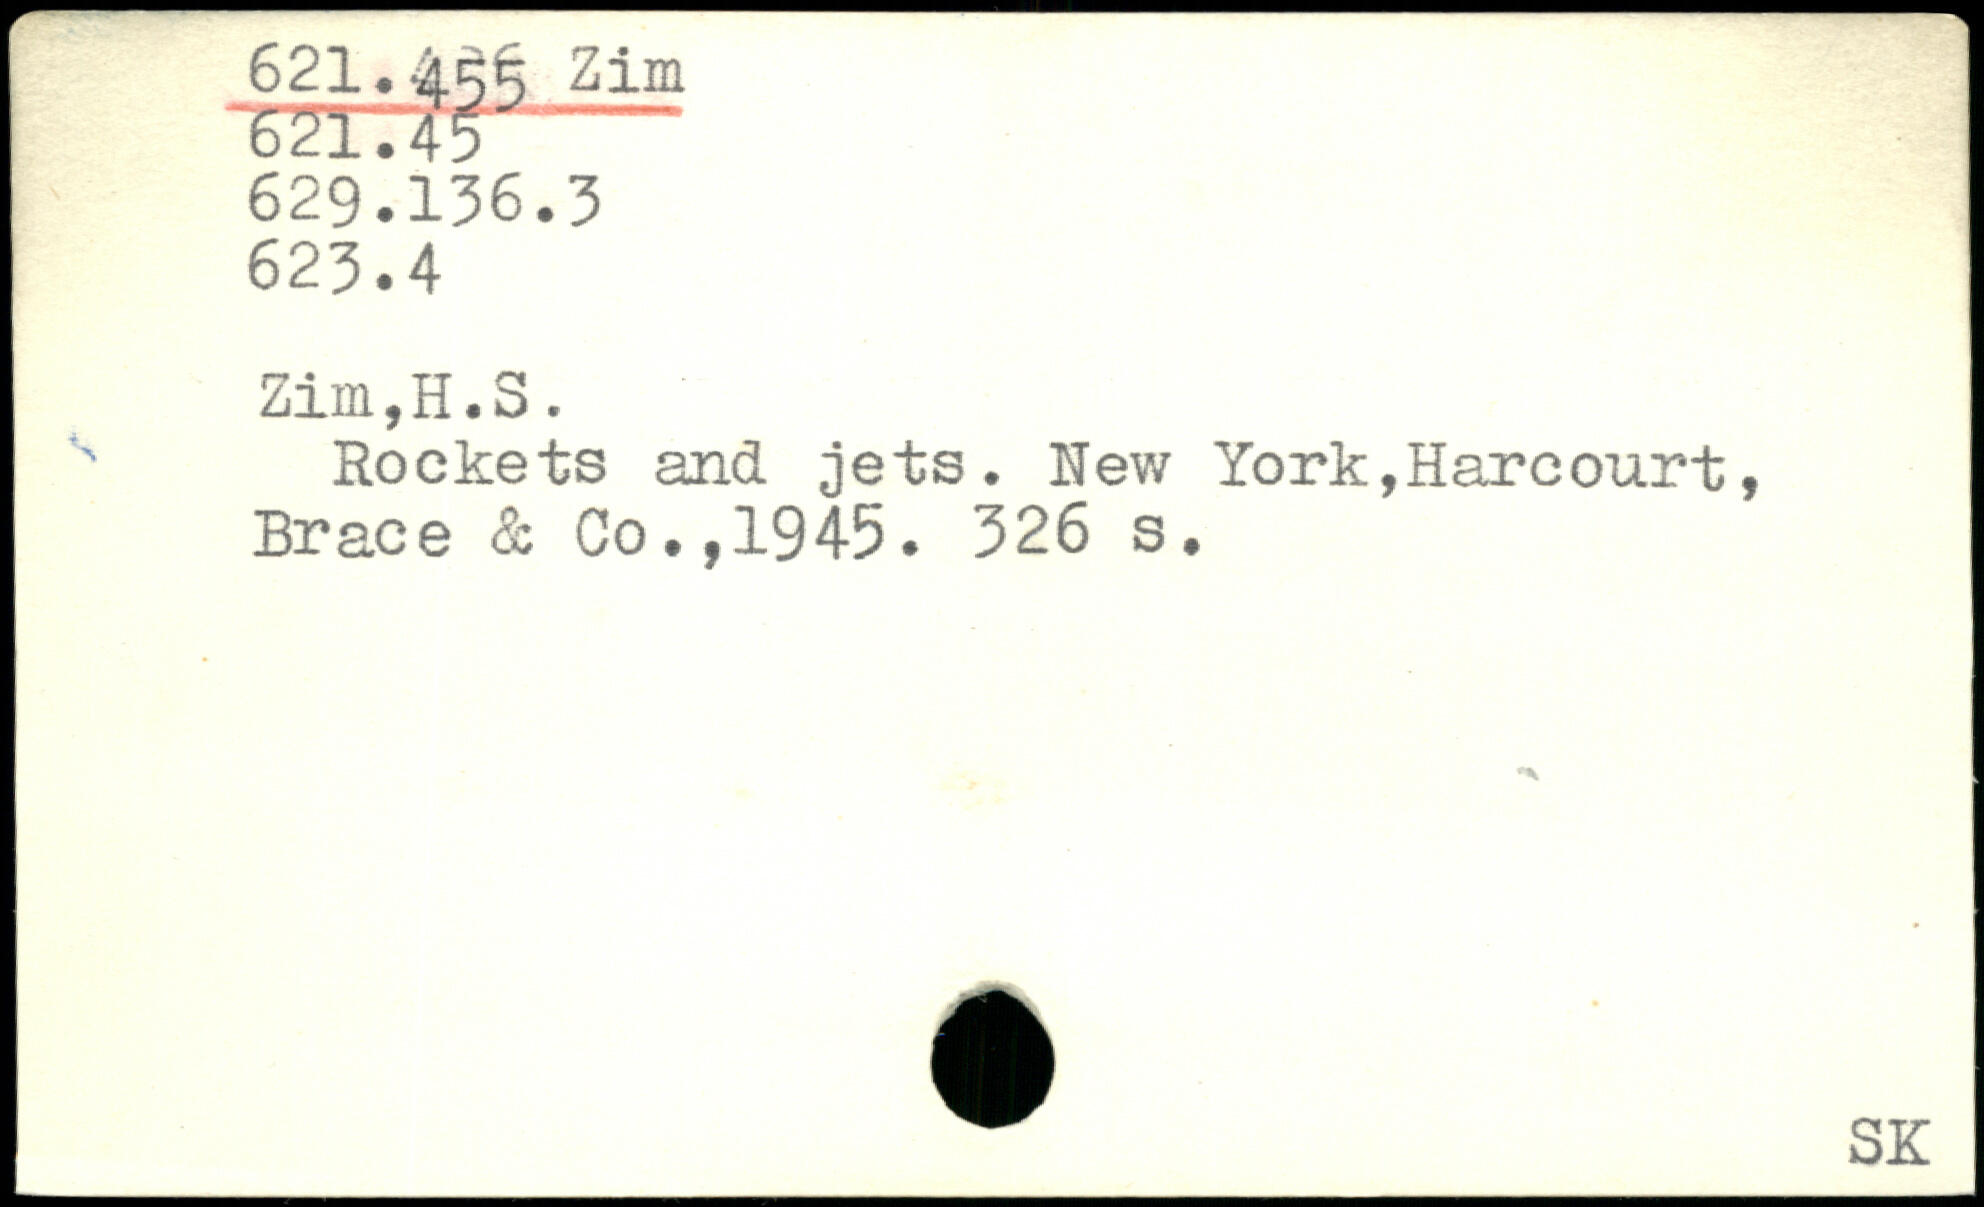 621.455 Zim
621.45
629.136.3
623.4
Zim,H.S.
Rockets and jets. New York,Harcourt,
Brace & Co.,1945. 326 s.
SK